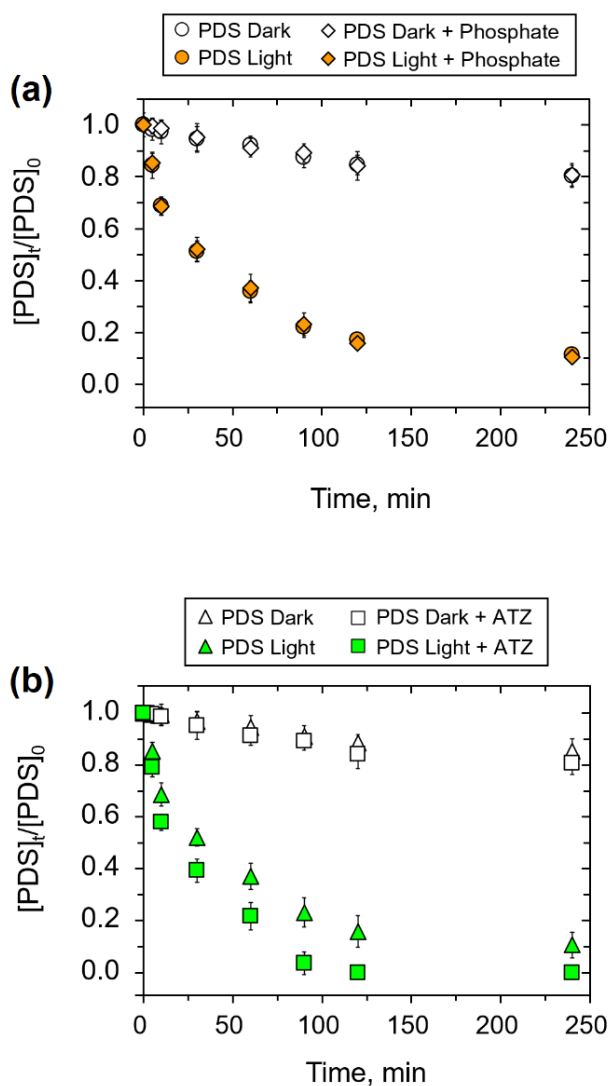 PDS Dark PDS Dark + Phosphate
PDS Light PDS Light + Phosphate
(a)
[PDS]t/[PDS]0
1.0
0.8
0.6
0.4
0.2
0.0
0 50 100 150 200 250
Time, min
PDS Dark PDS Dark + ATZ
PDS Light PDS Light + ATZ
(b)
[PDS]t/[PDS]0
1.0
0.8
0.6
0.4
0.2
0.0
0 50 100 150 200 250
Time, min